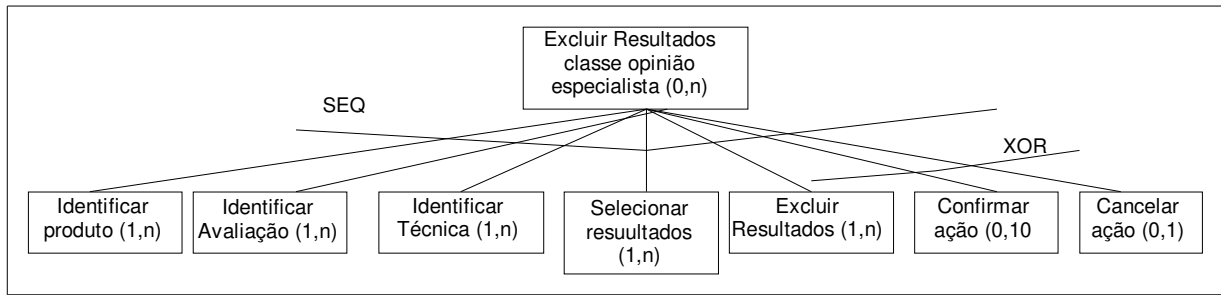 Excluir Resultados
classe opinião
especialista (0,n)
SEQ
XOR
Identificar
produto (1,n)
Identificar
Avaliação (1,n)
Identificar
Técnica (1,n)
Selecionar
resuultados
(1,n)
Excluir
Resultados (1,n)
Confirmar
ação (0,10
Cancelar
ação (0,1)